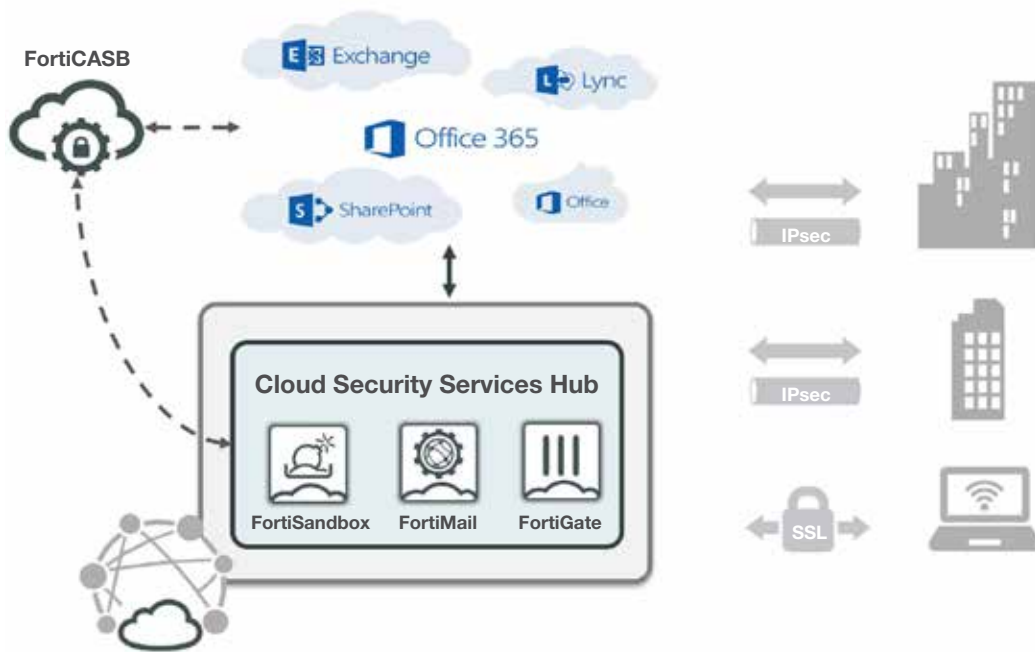 FortiCASB
E Exchange
L Lync
Office 365
S SharePoint
Office
IPsec
IPsec
Cloud Security Services Hub
FortiSandbox
FortiMail
FortiGate
SSL